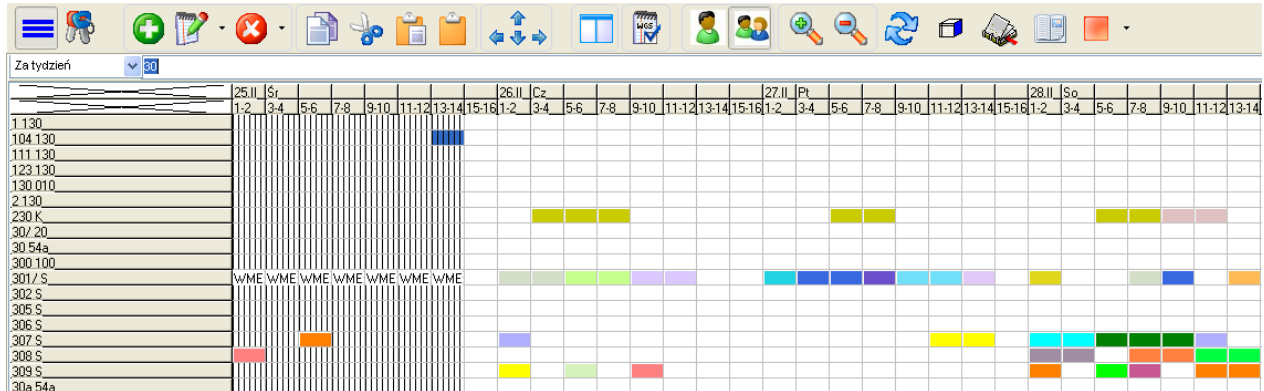 WGS
Za tydzień 30
25.II Śr 26.II Cz 27.II Pt 28.II So
1-2 3-4 5-6 7-8 9-10 11-12 13-14 15-16 1-2 3-4 5-6 7-8 9-10 11-12 13-14 15-16 1-2 3-4 5-6 7-8 9-10 11-12 13-14 15-16 1-2 3-4 5-6 7-8 9-10 11-12 13-14
1 130
104 130
111 130
123 130
130 010
2 130
230 K
30/ 20
30 54a
300 100
301/ S WME WME WME WME WME WME WME
302 S
305 S
306 S
307 S
308 S
309 S
30a 54a